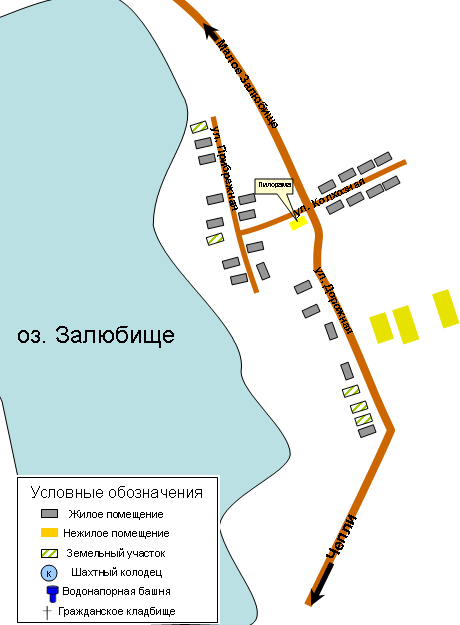 Малое Залюбище
ул. Прибрежная
Пилорама
ул. Колхозная
ул. Дорожная
оз. Залюбище
Чепли
Условные обозначения
Жилое помещение
Нежилое помещение
Земельный участок
К
Шахтный колодец
Водонапорная башня
Гражданское кладбище